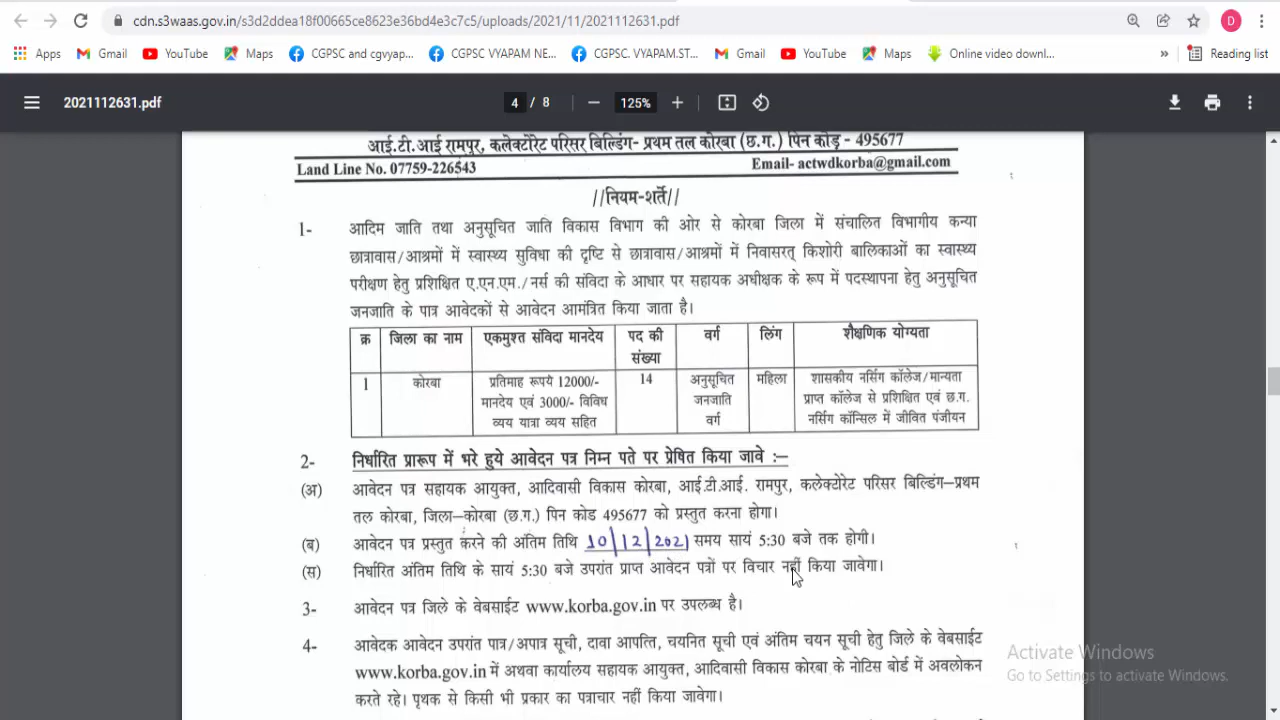 cdn.s3waas.gov.in/s3d2ddea18f00665ce8623e36bd4e3c7c5/uploads/2021/11/2021112631.pdf
D
Apps Gmail YouTube Maps CGPSC and cgvyap... CGPSC VYAPAM NE... CGPSC. VYAPAM.ST... Gmail YouTube Maps Online video downl... » Reading list
2021112631.pdf 4 / 8 125%
आई.टी.आई रामपुर, कलेक्टोरेट परिसर बिल्डिंग- प्रथम तल कोरबा (छ.ग.) पिन कोड़ - 495677
Land Line No. 07759-226543 Email- actwdkorba@gmail.com
//नियम-शर्ते//
1- आदिम जाति तथा अनुसूचित जाति विकास विभाग की ओर से कोरबा जिला में संचालित विभागीय कन्या
छात्रावास/आश्रमों में स्वास्थ्य सुविधा की दृष्टि से छात्रावास/आश्रमों में निवासरत् किशोरी बालिकाओं का स्वास्थ्य
परीक्षण हेतु प्रशिक्षित ए.एन.एम./नर्स की संविदा के आधार पर सहायक अधीक्षक के रूप में पदस्थापना हेतु अनुसूचित
जनजाति के पात्र आवेदकों से आवेदन आमंत्रित किया जाता है।
क्र जिला का नाम एकमुश्त संविदा मानदेय पद की संख्या वर्ग लिंग शैक्षणिक योग्यता
1 कोरबा प्रतिमाह रूपये 12000/- 14 अनुसूचित महिला शासकीय नर्सिंग कॉलेज/मान्यता
मानदेय एवं 3000/- विविध जनजाति प्राप्त कॉलेज से प्रशिक्षित एवं छ.ग.
व्यय यात्रा व्यय सहित वर्ग नर्सिंग कॉन्सिल में जीवित पंजीयन
2- निर्धारित प्रारूप में भरे हुये आवेदन पत्र निम्न पते पर प्रेषित किया जावे :–
(अ) आवेदन पत्र सहायक आयुक्त, आदिवासी विकास कोरबा, आई.टी.आई. रामपुर, कलेक्टोरेट परिसर बिल्डिंग–प्रथम
तल कोरबा, जिला–कोरबा (छ.ग.) पिन कोड 495677 को प्रस्तुत करना होगा।
(ब) आवेदन पत्र प्रस्तुत करने की अंतिम तिथि 10/12/2021 समय सायं 5:30 बजे तक होगी।
(स) निर्धारित अंतिम तिथि के सायं 5:30 बजे उपरांत प्राप्त आवेदन पत्रों पर विचार नहीं किया जावेगा।
3- आवेदन पत्र जिले के वेबसाईट www.korba.gov.in पर उपलब्ध है।
4- आवेदक आवेदन उपरांत पात्र/अपात्र सूची, दावा आपत्ति, चयनित सूची एवं अंतिम चयन सूची हेतु जिले के वेबसाईट
www.korba.gov.in में अथवा कार्यालय सहायक आयुक्त, आदिवासी विकास कोरबा के नोटिस बोर्ड में अवलोकन
करते रहे। पृथक से किसी भी प्रकार का पत्राचार नहीं किया जावेगा।
Activate Windows
Go to Settings to activate Windows.